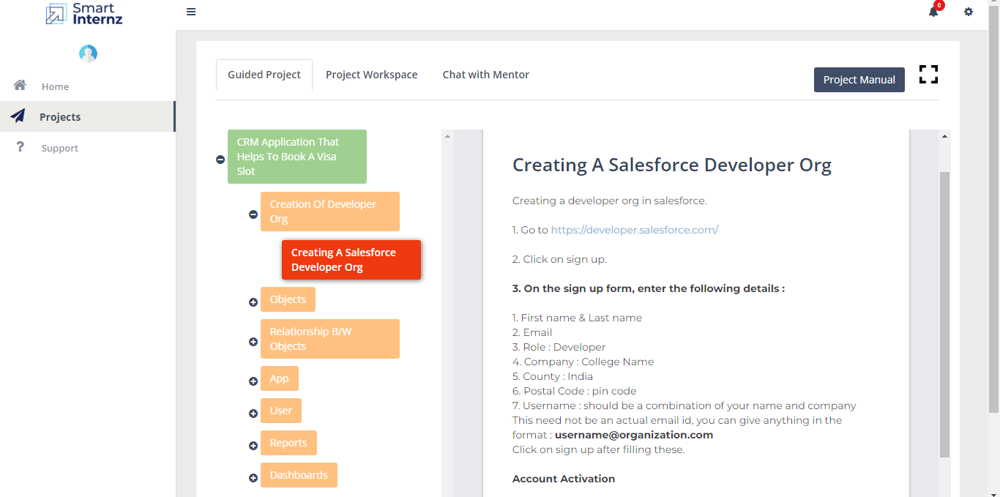 Smart
Internz
0
Home
Projects
Support
Guided Project
Project Workspace
Chat with Mentor
Project Manual
CRM Application That
Helps To Book A Visa
Slot
Creation Of Developer
Org
Creating A Salesforce
Developer Org
Objects
Relationship B/W
Objects
App
User
Reports
Dashboards
Creating A Salesforce Developer Org
Creating a developer org in salesforce.
1. Go to https://developer.salesforce.com/
2. Click on sign up.
3. On the sign up form, enter the following details :
1. First name & Last name
2. Email
3. Role : Developer
4. Company : College Name
5. County : India
6. Postal Code : pin code
7. Username : should be a combination of your name and company
This need not be an actual email id, you can give anything in the
format : username@organization.com
Click on sign up after filling these.
Account Activation